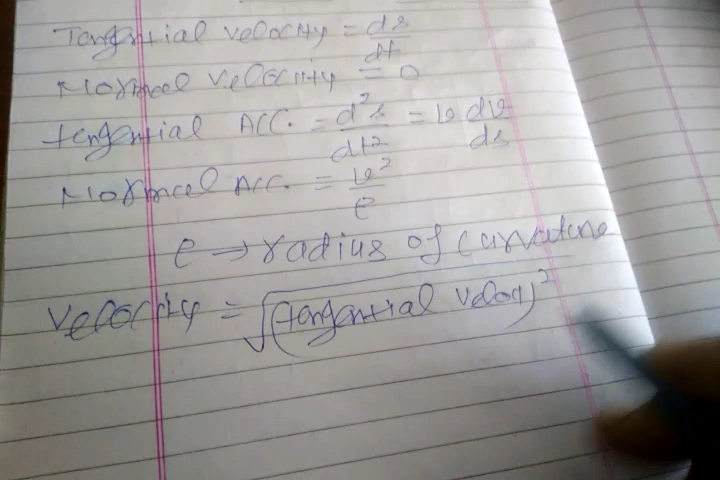 Tangential velocity = ds/dt
Normal velocity = 0
tangential Acc. = d²s/dt² = v dv/ds
Normal Acc. = v²/ρ
ρ → radius of curvature
velocity = √(tangential velocity)²